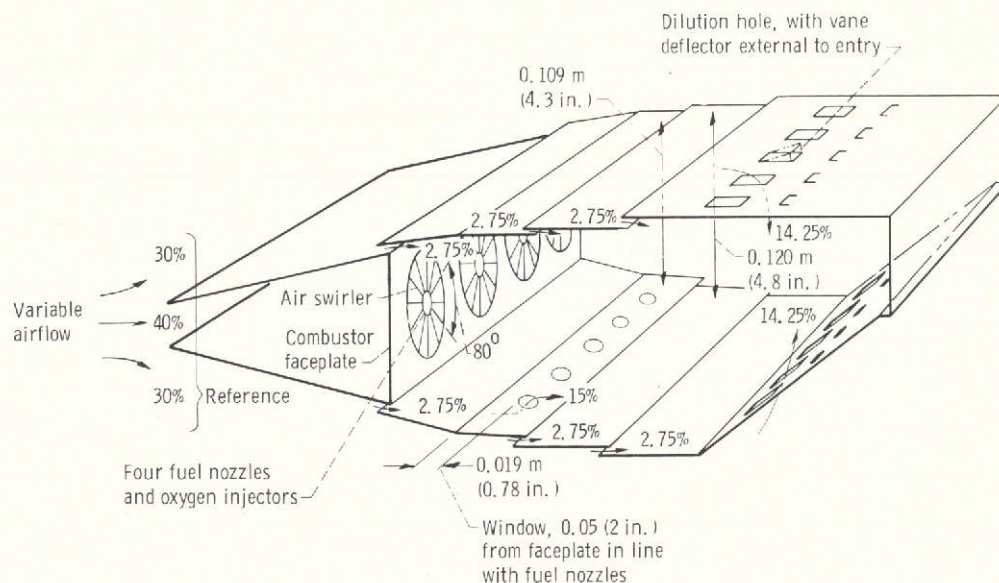 Dilution hole, with vane
deflector external to entry
0.109 m
(4.3 in.)
2.75%
2.75%
2.75%
14.25%
0.120 m
(4.8 in.)
14.25%
30%
Variable
airflow
40%
30%
Reference
Air swirler
Combustor
faceplate
80°
2.75%
15%
2.75%
2.75%
Four fuel nozzles
and oxygen injectors
0.019 m
(0.78 in.)
Window, 0.05 (2 in.)
from faceplate in line
with fuel nozzles